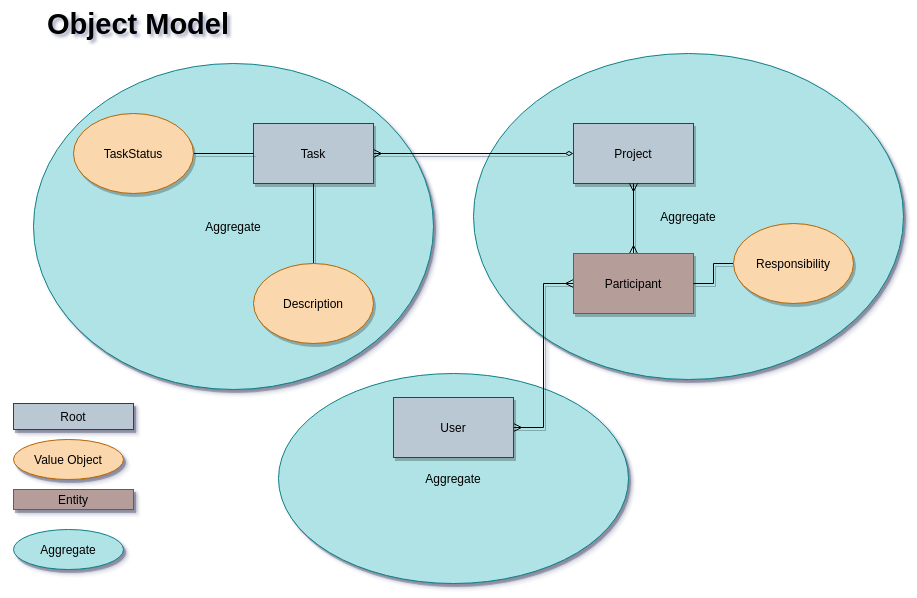 Object Model
TaskStatus
Task
Project
Aggregate
Aggregate
Responsibility
Participant
Description
User
Aggregate
Root
Value Object
Entity
Aggregate